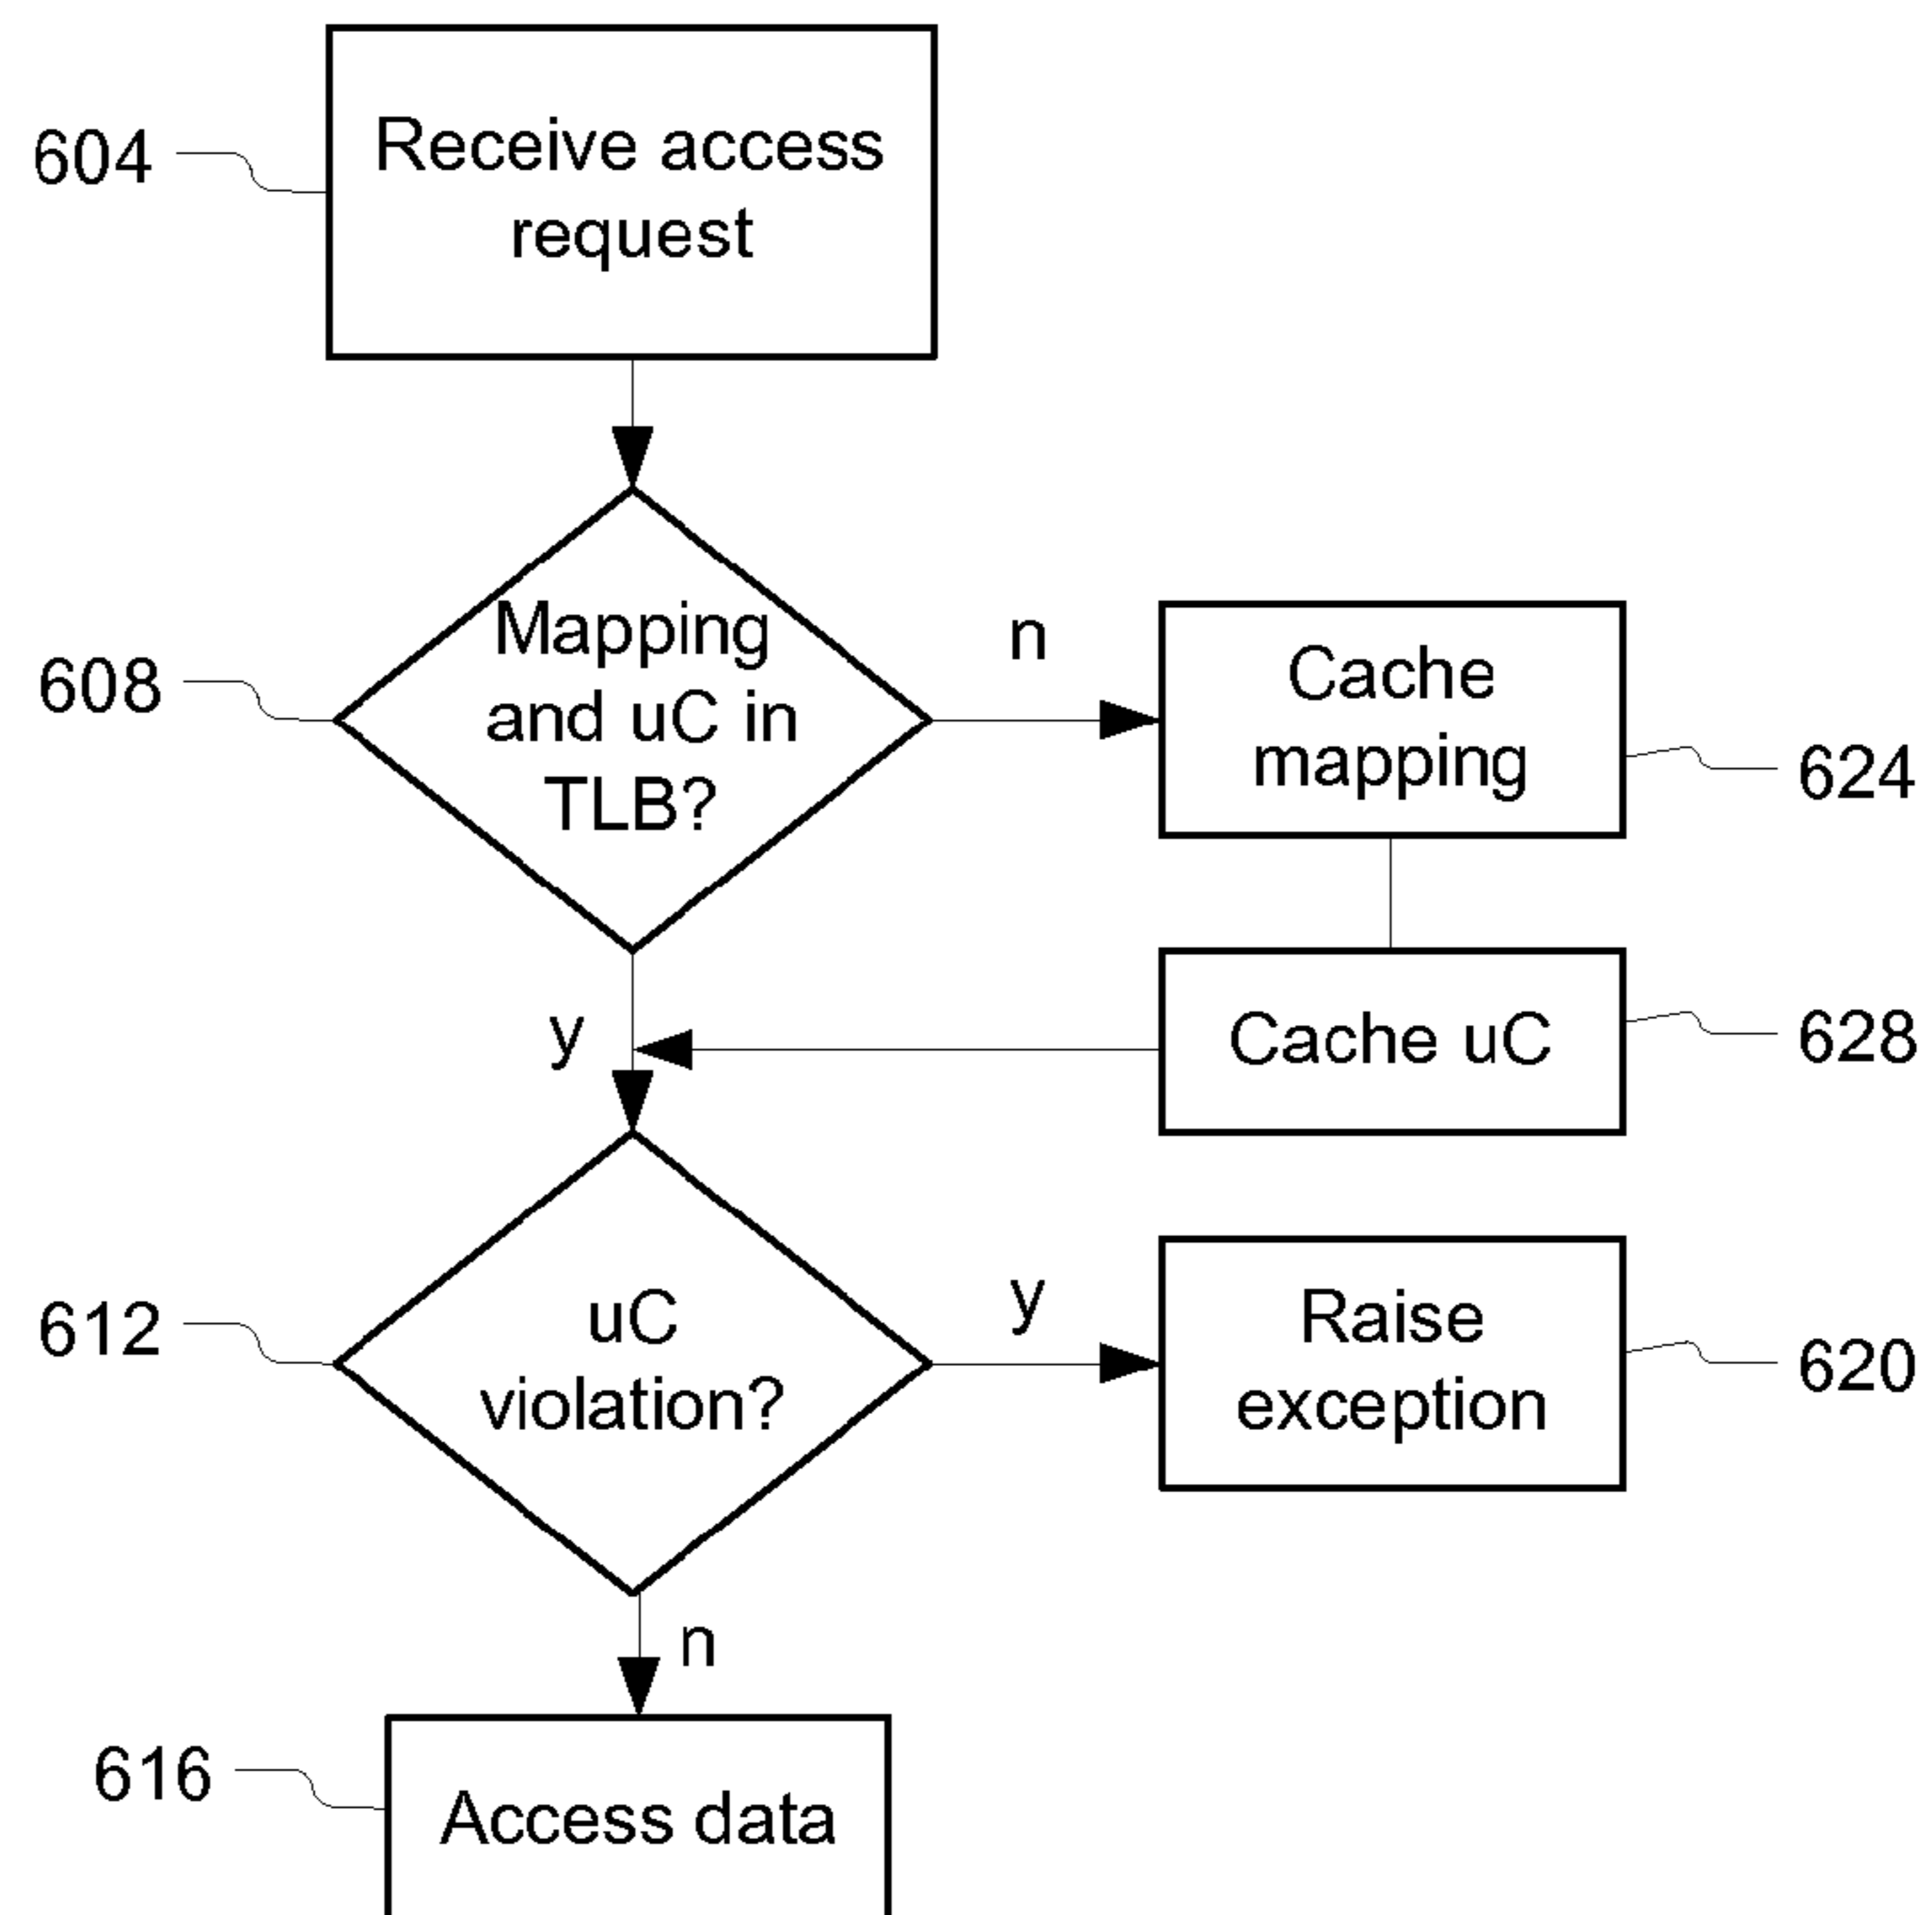 604
Receive access
request
608
Mapping
and uC in
TLB?
n
Cache
mapping
624
y
Cache uC
628
612
uC
violation?
y
Raise
exception
620
n
616
Access data